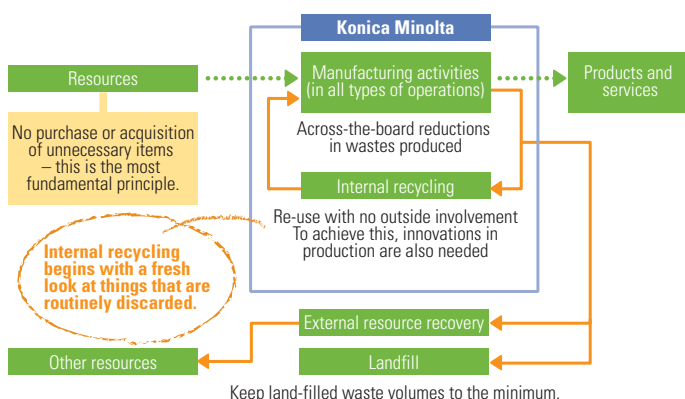 Konica Minolta
Resources
Manufacturing activities
(in all types of operations)
Products and
services
No purchase or acquisition
of unnecessary items
– this is the most
fundamental principle.
Across-the-board reductions
in wastes produced
Internal recycling
Re-use with no outside involvement
To achieve this, innovations in
production are also needed
Internal recycling
begins with a fresh
look at things that are
routinely discarded.
External resource recovery
Other resources
Landfill
Keep land-filled waste volumes to the minimum.